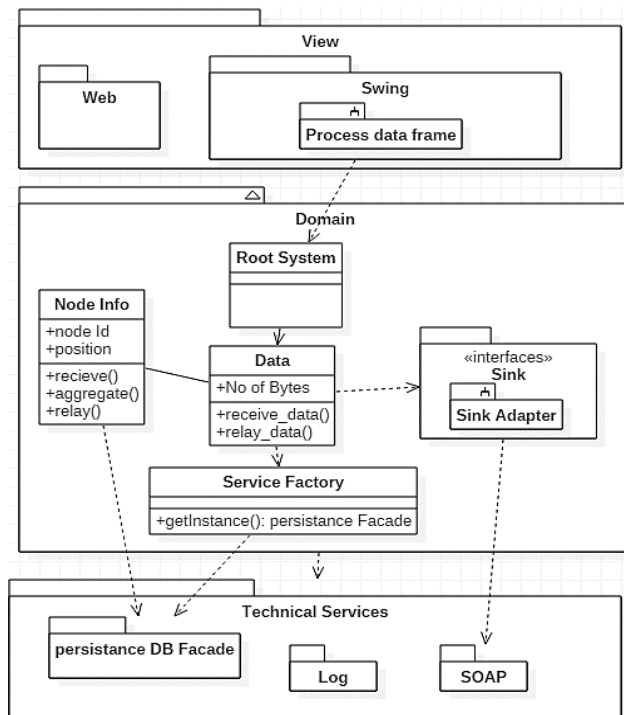 View
Web
Swing
Process data frame
Domain
Root System
Node Info
+node Id
+position
+recieve()
+aggregate()
+relay()
Data
+No of Bytes
+receive_data()
+relay_data()
«interfaces»
Sink
Sink Adapter
Service Factory
+getInstance(): persistance Facade
Technical Services
persistance DB Facade
Log
SOAP